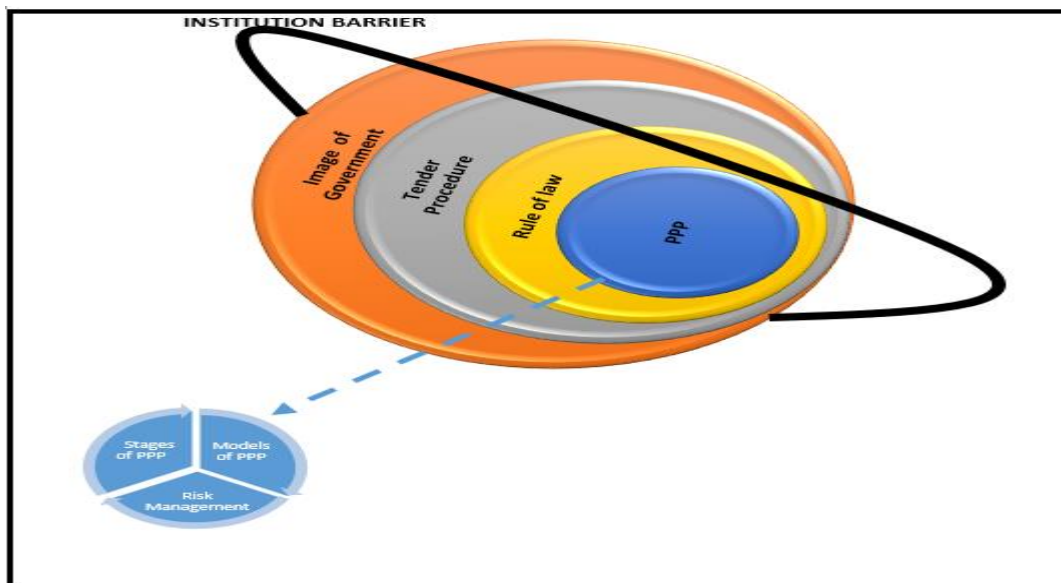 INSTITUTION BARRIER
Image of
Government
Tender
Procedure
Rule of law
PPP
Stages
of PPP
Models
of PPP
Risk
Management